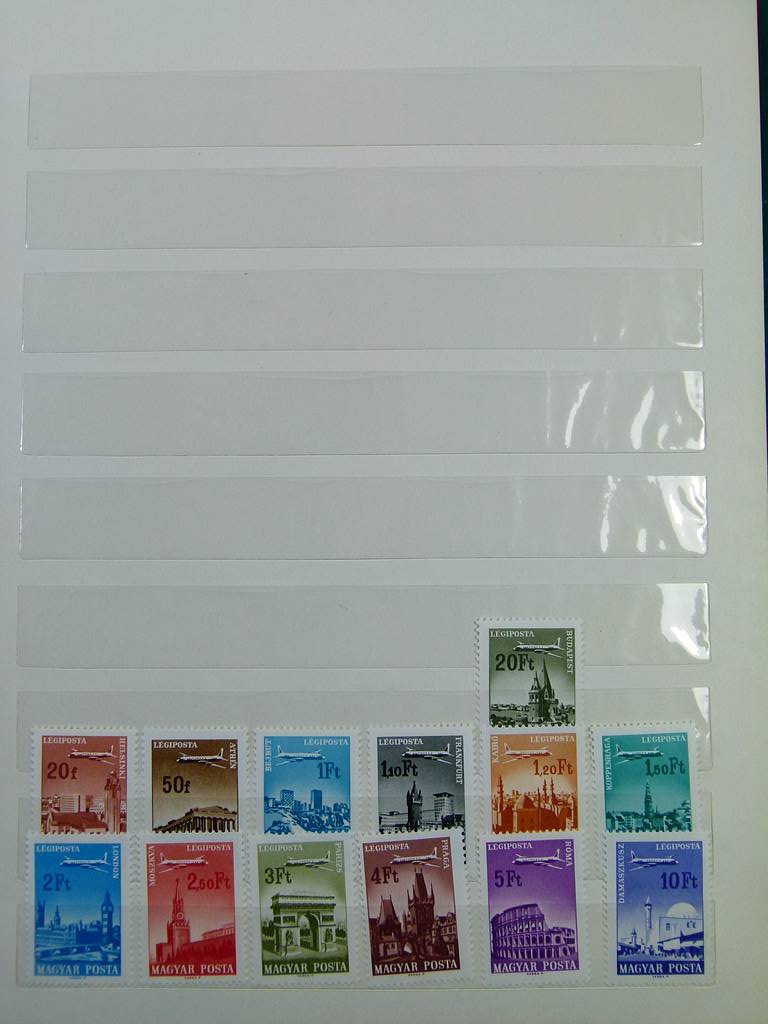 LÉGIPOSTA
20Ft
BUDAPEST
LÉGIPOSTA
20f
HELSINKI
LÉGIPOSTA
50f
ATHÉN
BEJRUT
LÉGIPOSTA
1Ft
LÉGIPOSTA
1,10Ft
FRANKFURT
KAIRÓ
LÉGIPOSTA
1,20Ft
KOPPENHÁGA
LÉGIPOSTA
1,50Ft
LÉGIPOSTA
2Ft
LONDON
MAGYAR POSTA
MOSZKVA
LÉGIPOSTA
2,50Ft
MAGYAR POSTA
LÉGIPOSTA
3Ft
PÁRIZS
MAGYAR POSTA
LÉGIPOSTA
4Ft
PRÁGA
MAGYAR POSTA
LÉGIPOSTA
5Ft
RÓMA
MAGYAR POSTA
DAMASZKUSZ
LÉGIPOSTA
10Ft
MAGYAR POSTA